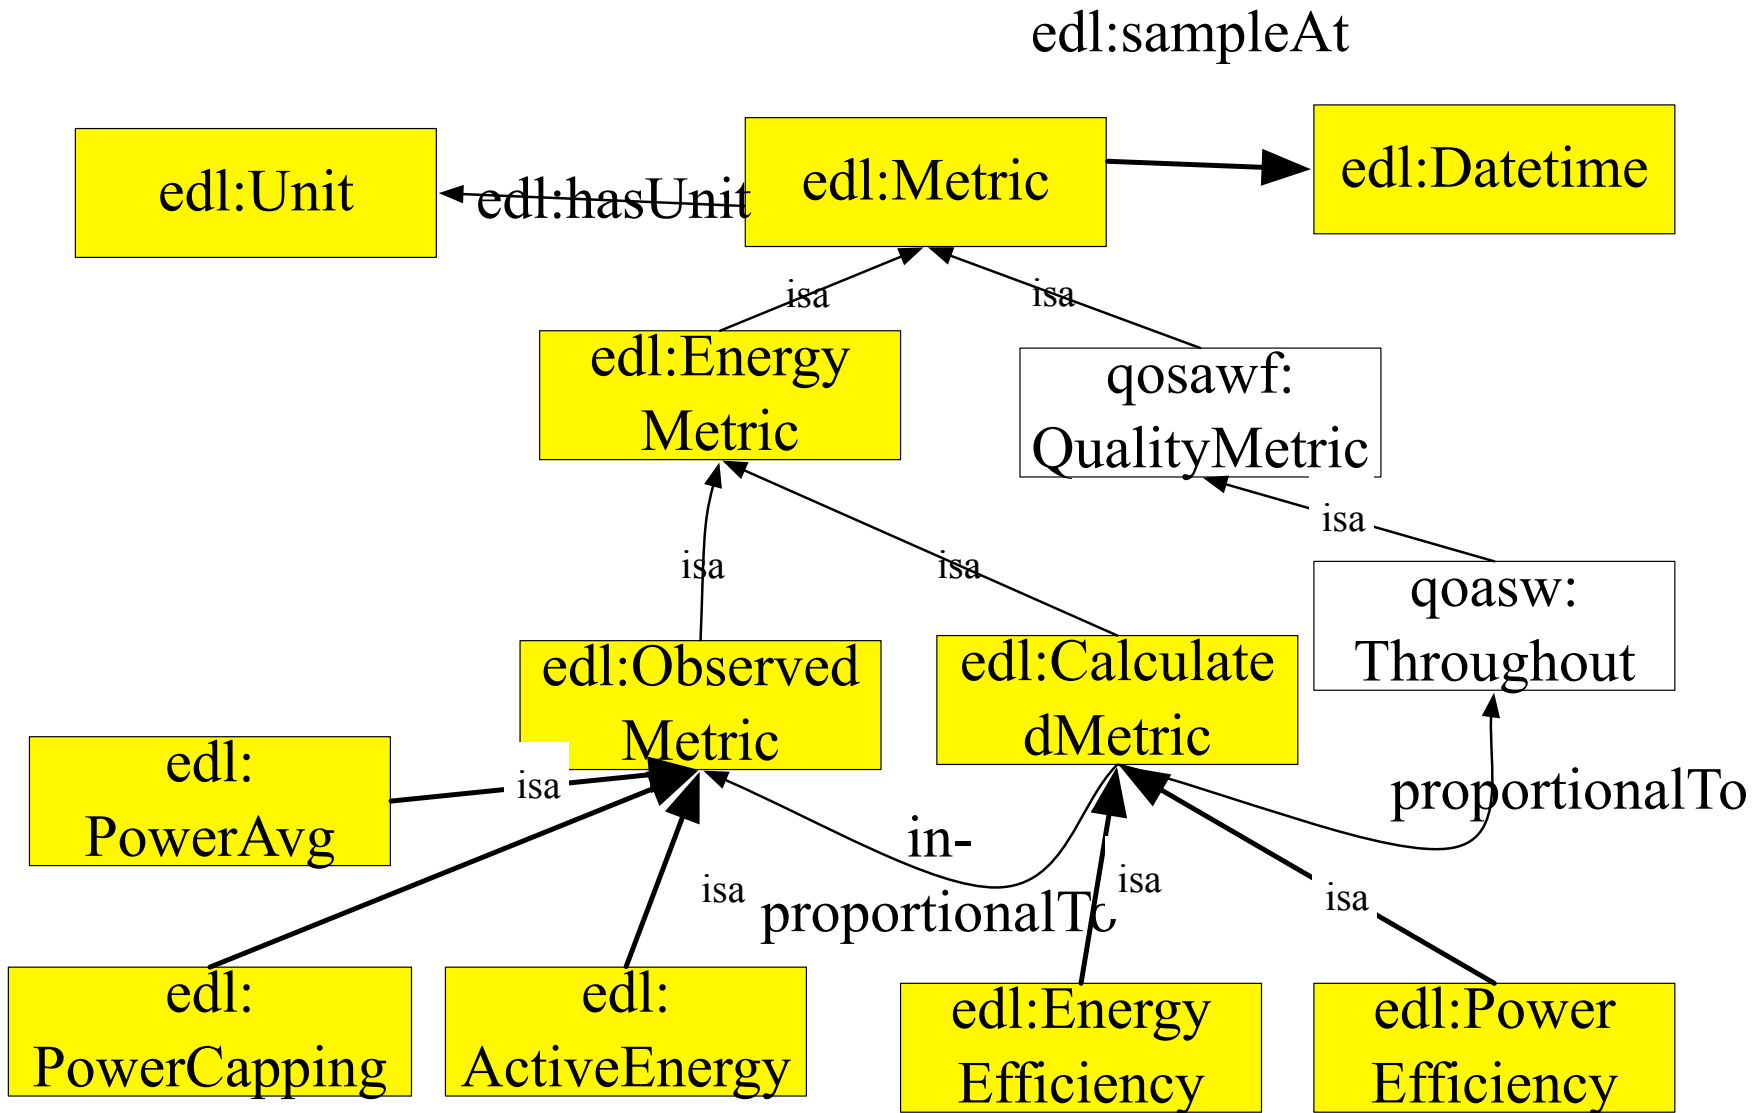 edl:sampleAt
edl:Unit
edl:hasUnit
edl:Metric
edl:Datetime
isa
isa
edl:Energy
Metric
qosawf:
QualityMetric
isa
isa
isa
qoasw:
Throughout
edl:Observed
Metric
edl:Calculate
dMetric
edl:
PowerAvg
isa
proportionalTo
in-
proportionalTo
isa
isa
isa
edl:
PowerCapping
edl:
ActiveEnergy
edl:Energy
Efficiency
edl:Power
Efficiency